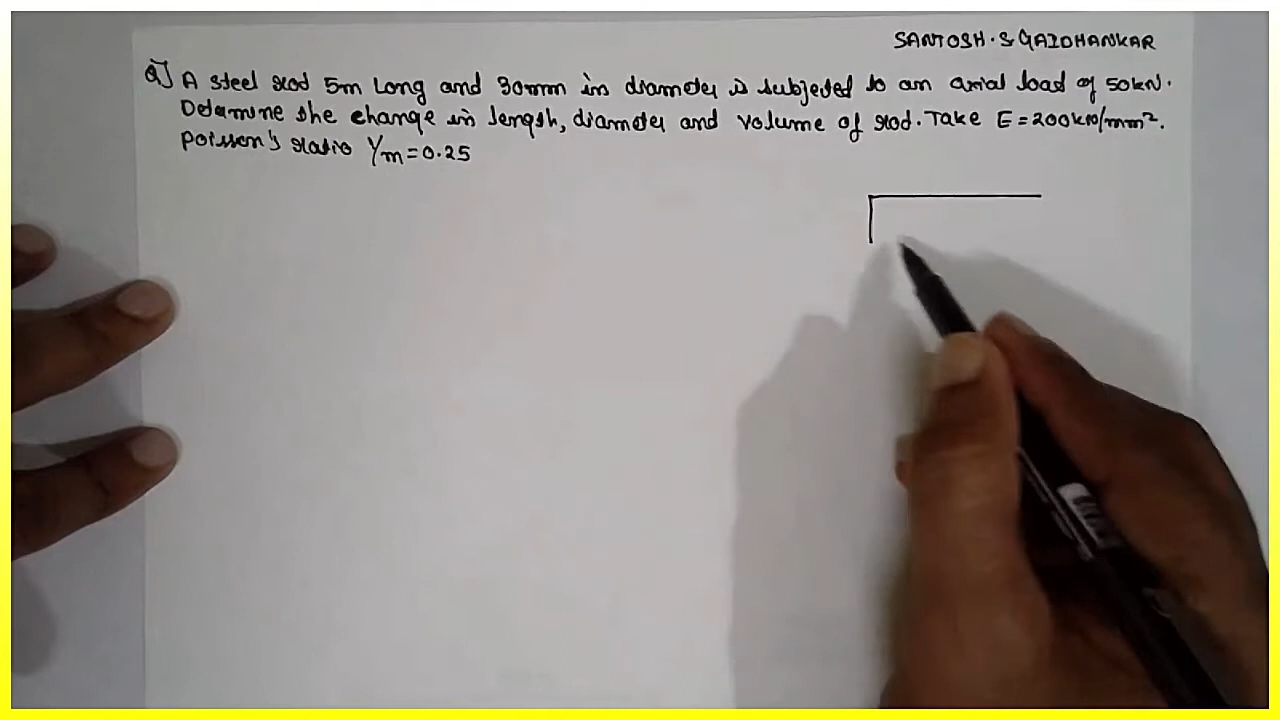 SANTOSH.S GAIDHANKAR
Q] A steel rod 5m Long and 30mm in diameter is subjected to an axial load of 50kN.
Determine the change in length, diameter and volume of rod. Take E = 200kN/mm².
Poisson's ratio 1/m = 0.25